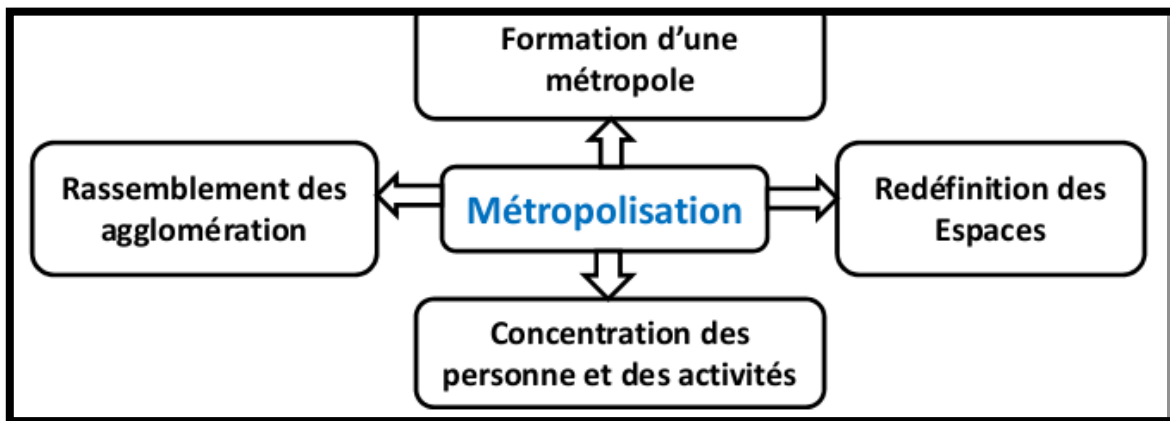 Formation d’une
métropole
Rassemblement des
agglomération
Métropolisation
Redéfinition des
Espaces
Concentration des
personne et des activités